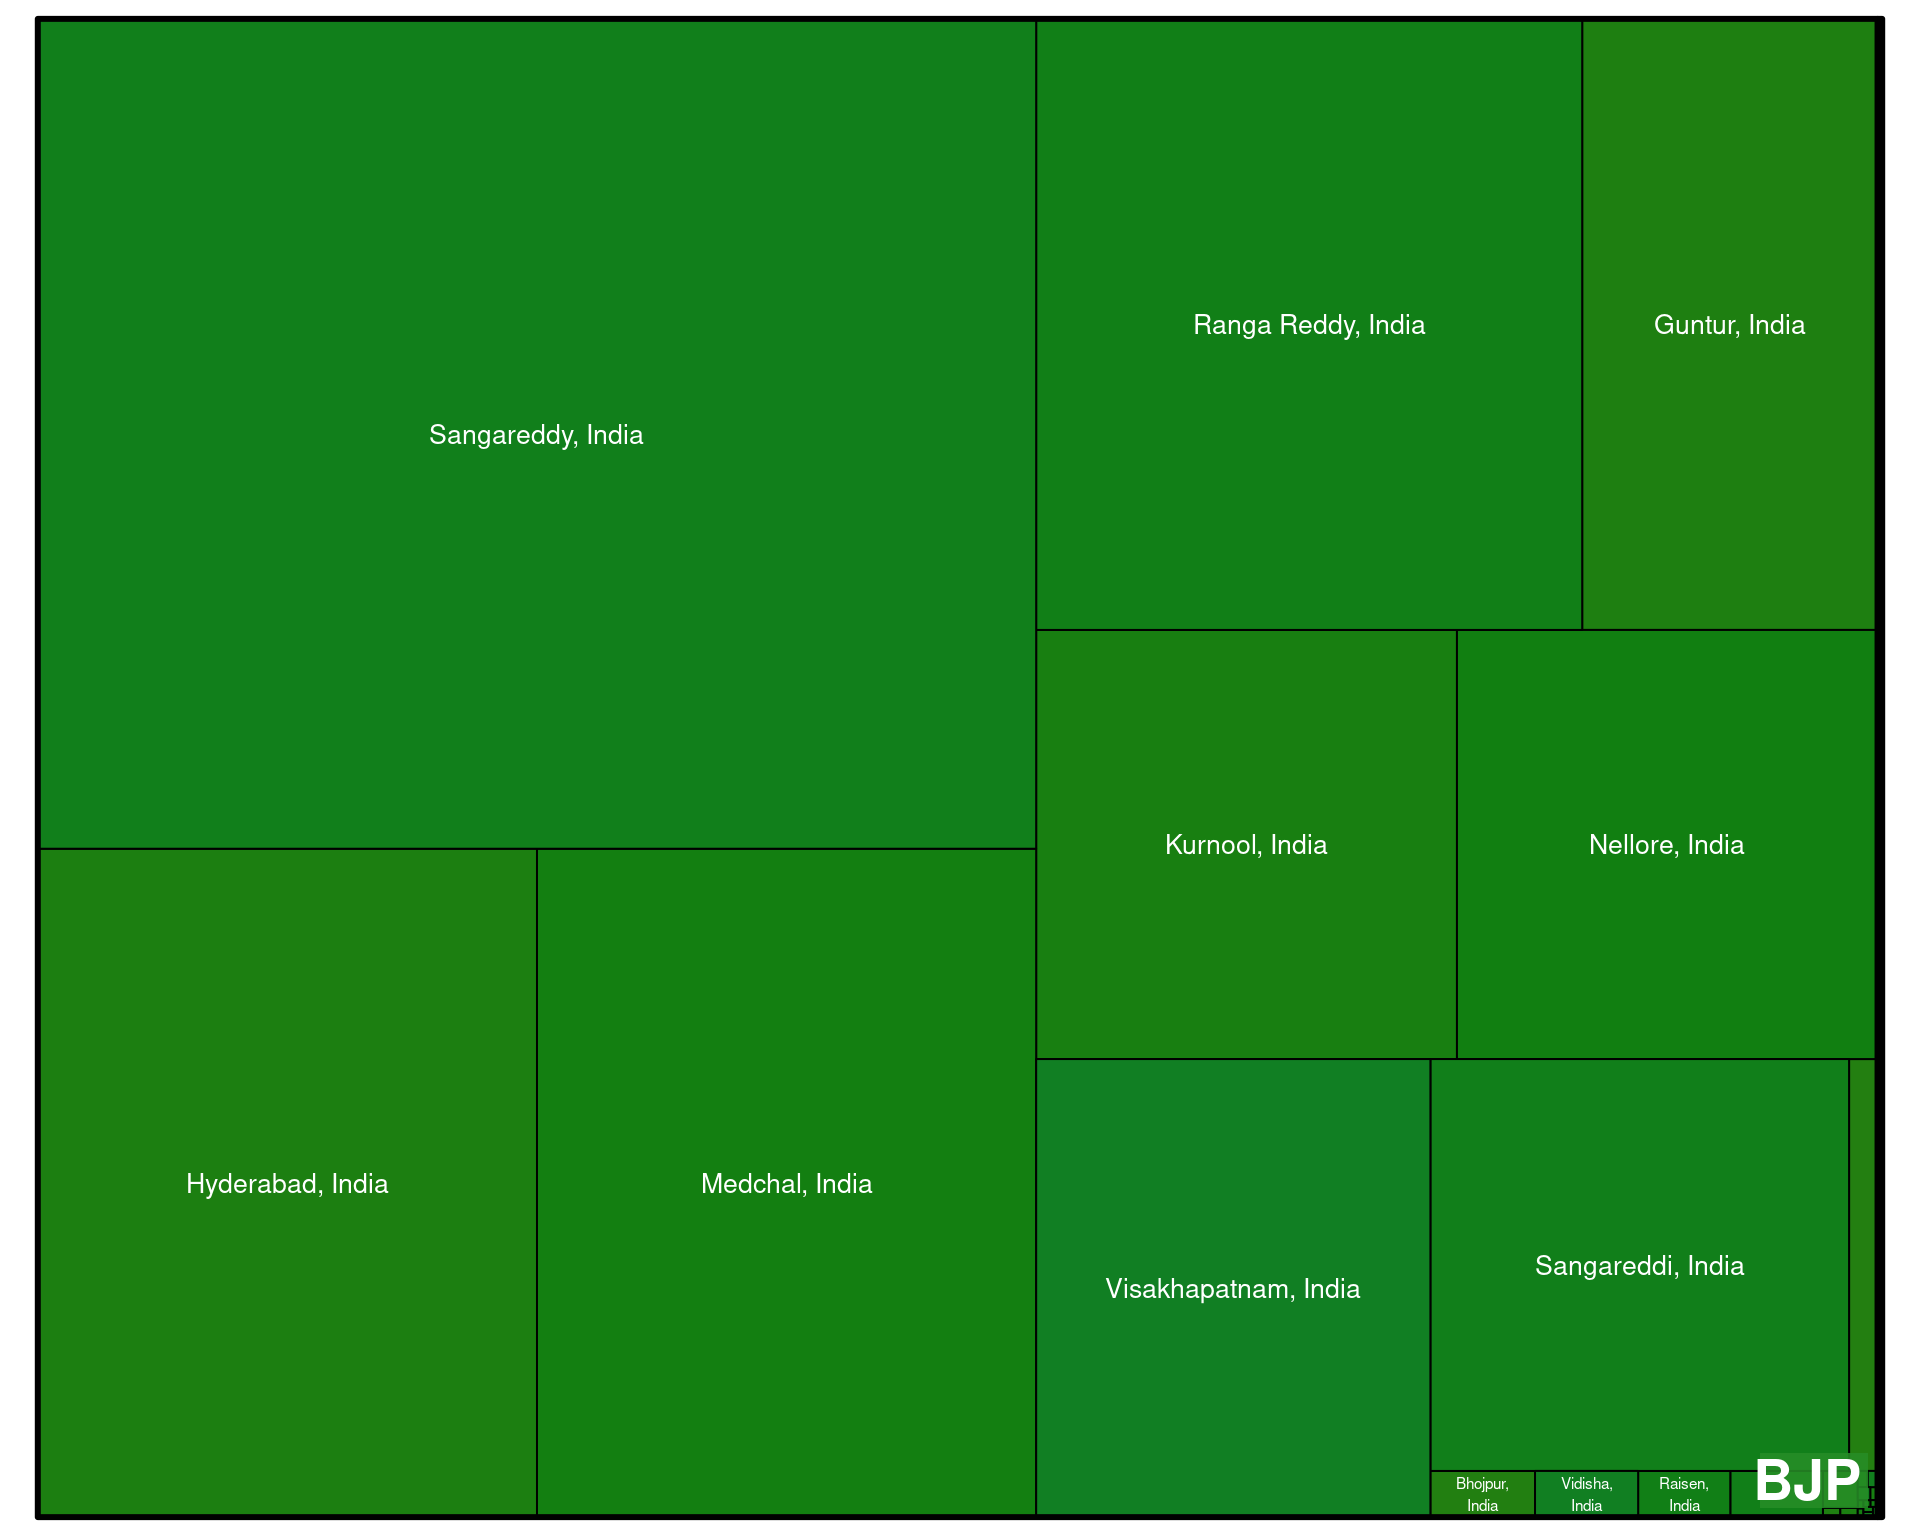 Sangareddy, India
Ranga Reddy, India
Guntur, India
Kurnool, India
Nellore, India
Hyderabad, India
Medchal, India
Visakhapatnam, India
Sangareddi, India
Bhojpur,
India
Vidisha,
India
Raisen,
India
BJP